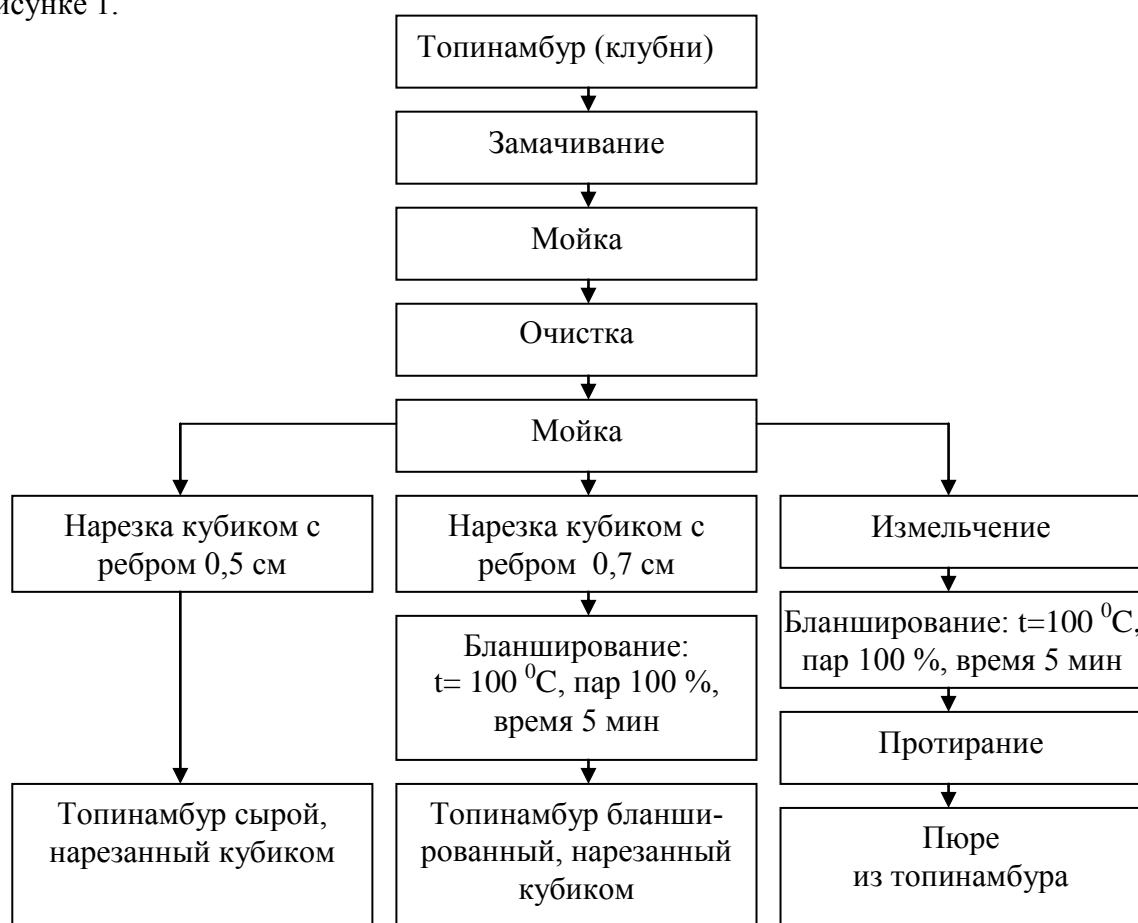 исунке 1.
Топинамбур (клубни)
Замачивание
Мойка
Очистка
Мойка
Нарезка кубиком с
ребром 0,5 см
Нарезка кубиком с
ребром 0,7 см
Измельчение
Бланширование:
t= 100 ⁰С, пар 100 %,
время 5 мин
Бланширование: t=100 ⁰С,
пар 100 %, время 5 мин
Протирание
Топинамбур сырой,
нарезанный кубиком
Топинамбур бланши-
рованный, нарезанный
кубиком
Пюре
из топинамбура